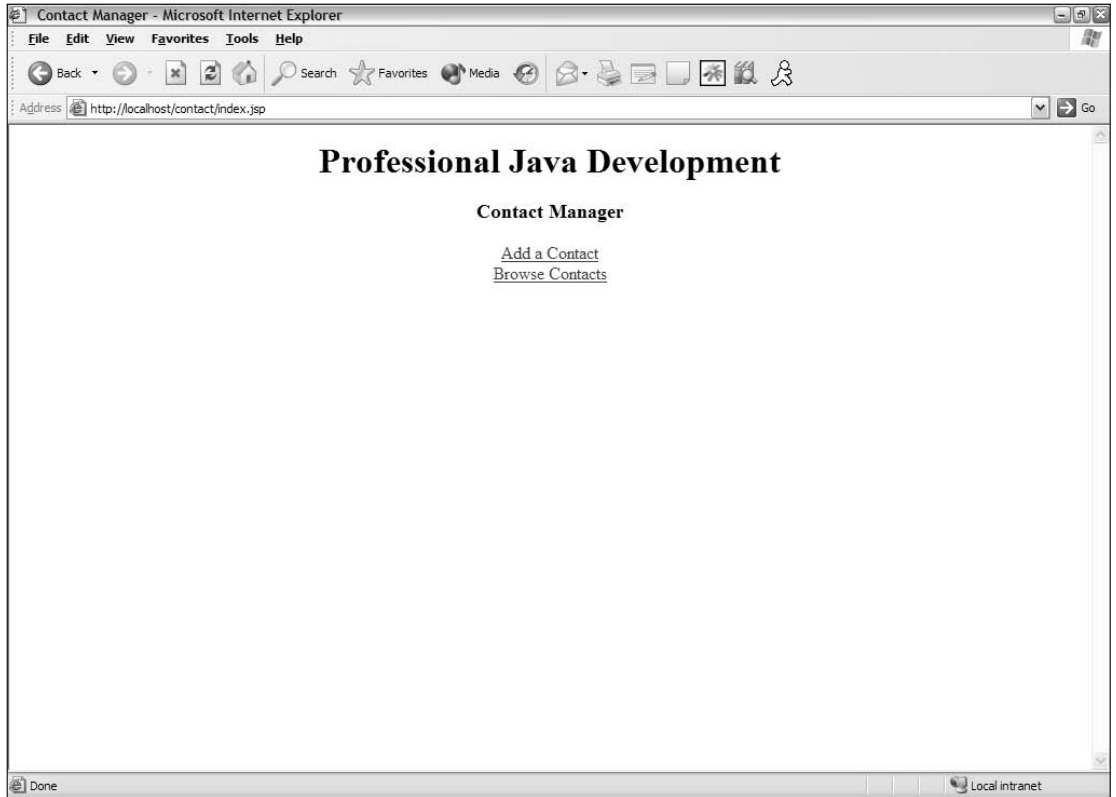 Contact Manager - Microsoft Internet Explorer
File Edit View Favorites Tools Help
Back Search Favorites Media
Address http://localhost/contact/index.jsp Go
Professional Java Development
Contact Manager
Add a Contact
Browse Contacts
Done Local intranet